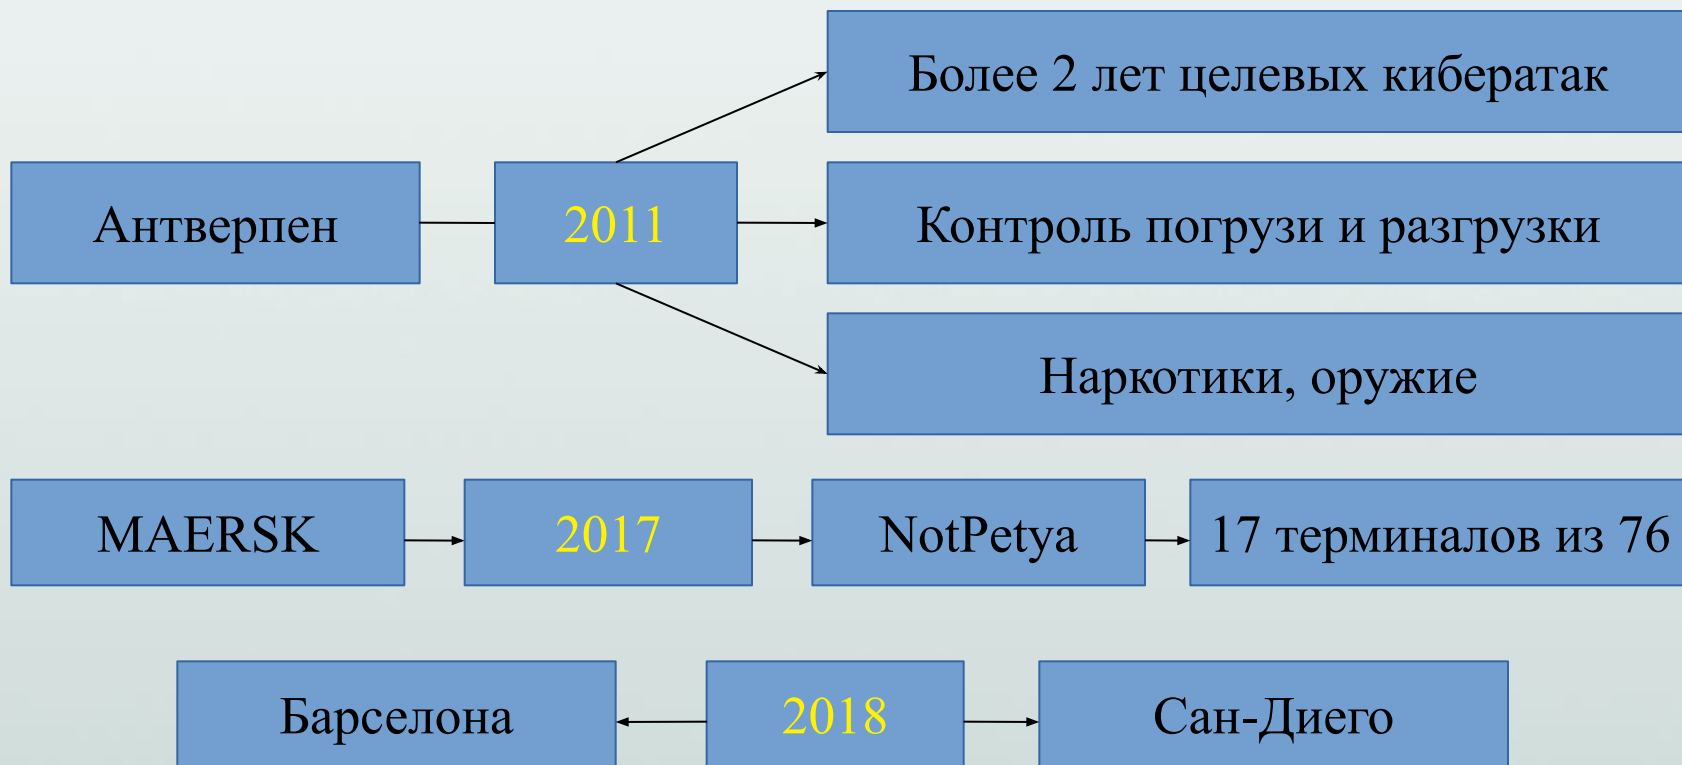 Более 2 лет целевых кибератак
Антверпен
2011
Контроль погрузи и разгрузки
Наркотики, оружие
MAERSK
2017
NotPetya
17 терминалов из 76
Барселона
2018
Сан-Диего